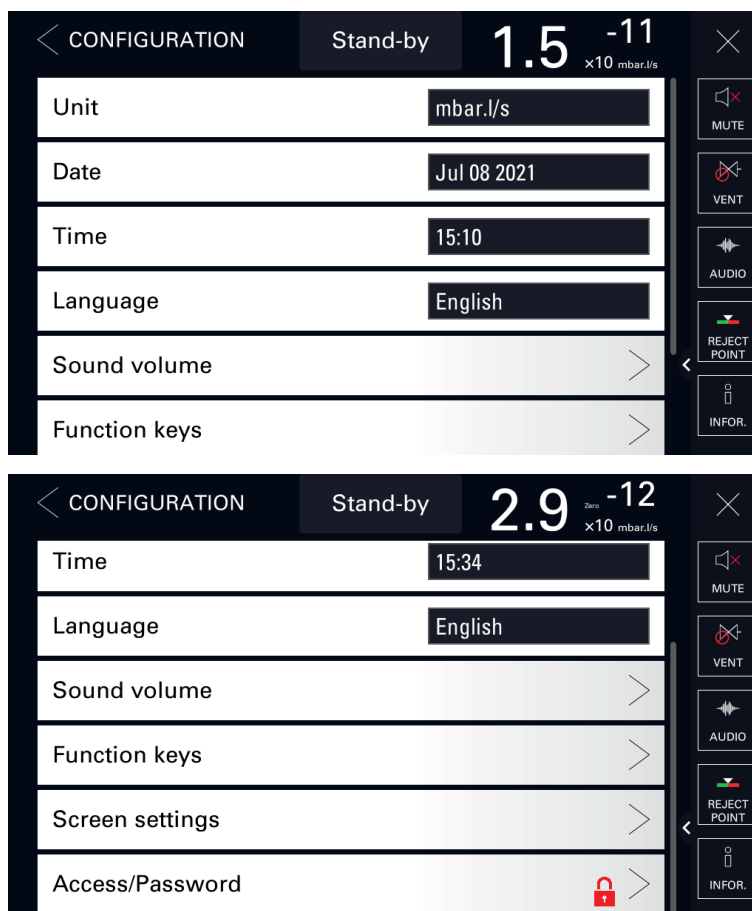 CONFIGURATION Stand-by 1.5 -11
×10 mbar.l/s
Unit mbar.l/s
MUTE
Date Jul 08 2021
VENT
Time 15:10
AUDIO
Language English
REJECT
POINT
Sound volume
Function keys
INFOR.
CONFIGURATION Stand-by 2.9 Zero -12
×10 mbar.l/s
Time 15:34
MUTE
Language English
VENT
Sound volume
AUDIO
Function keys
REJECT
POINT
Screen settings
Access/Password
INFOR.